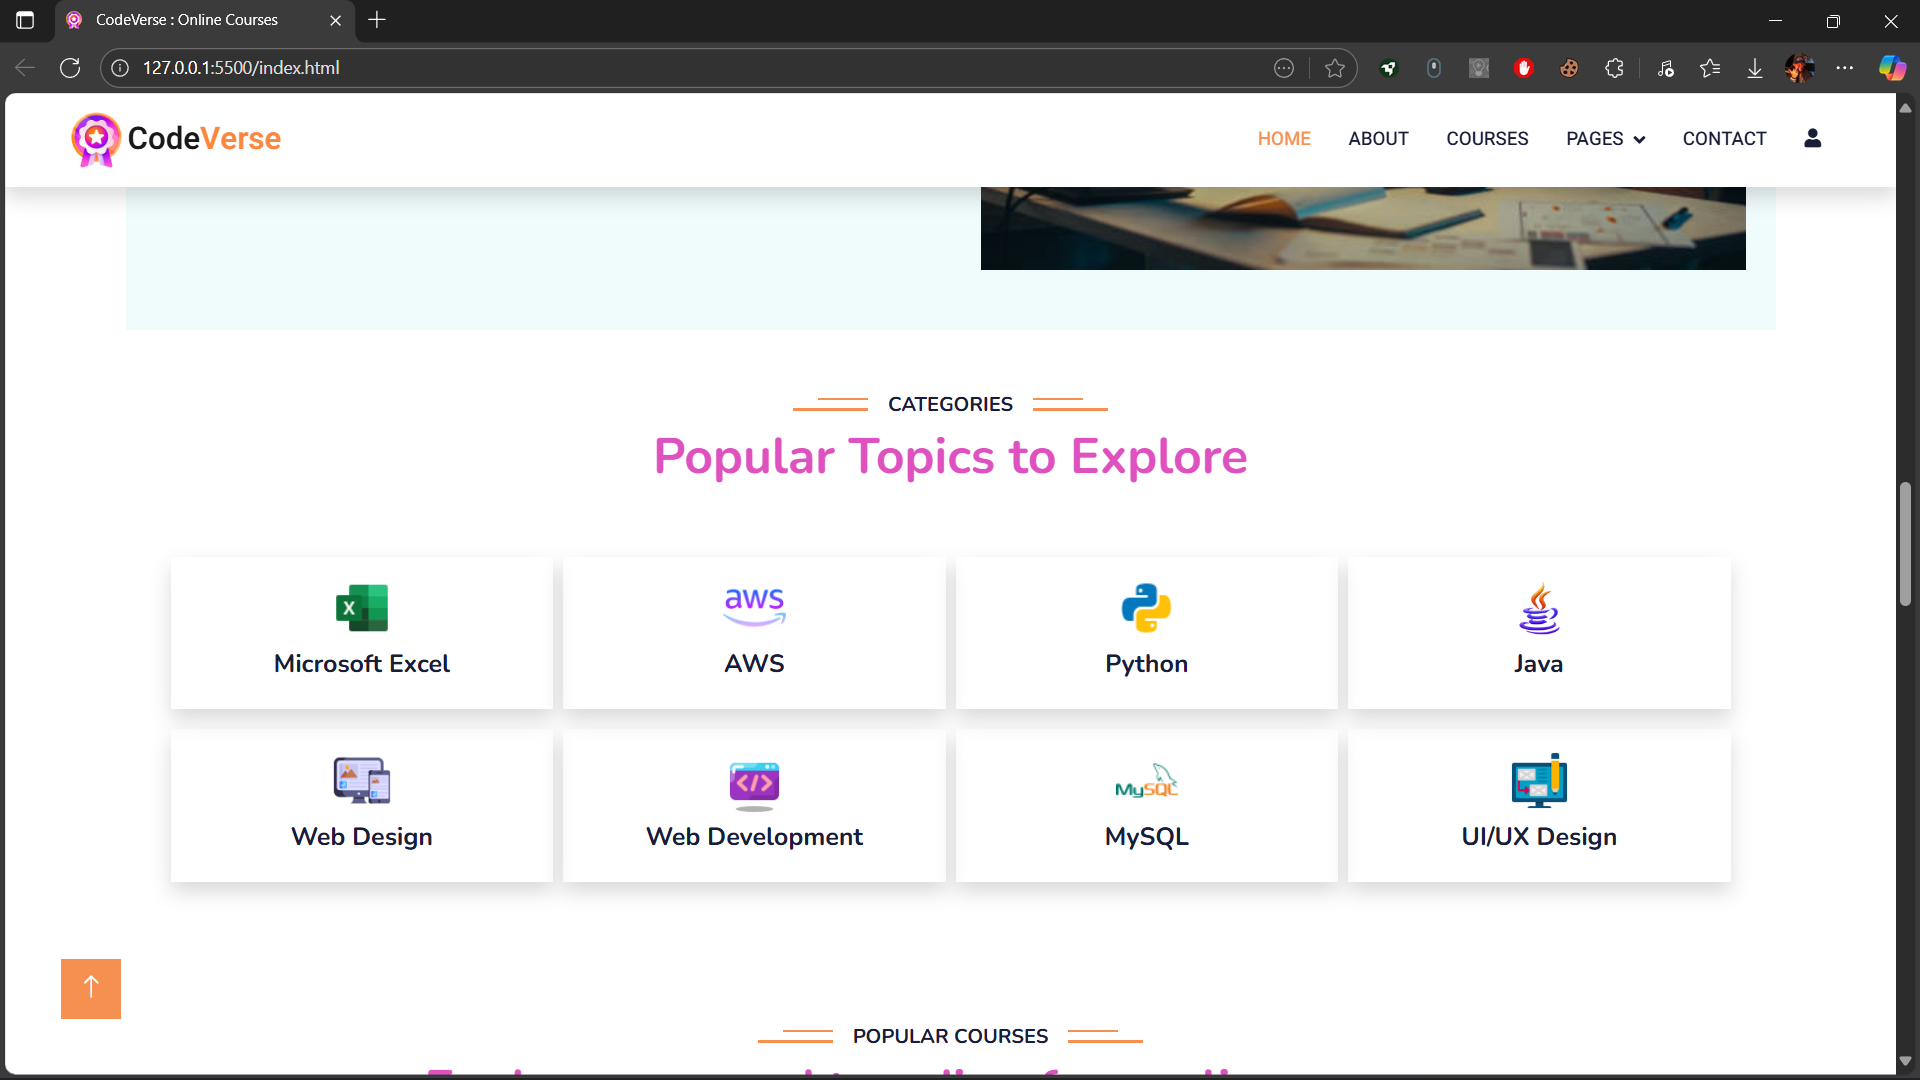 CodeVerse : Online Courses
127.0.0.1:5500/index.html
CodeVerse
HOME ABOUT COURSES PAGES CONTACT
CATEGORIES
Popular Topics to Explore
X
aws
Microsoft Excel AWS Python Java
</>
MySQL
Web Design Web Development MySQL UI/UX Design
POPULAR COURSES